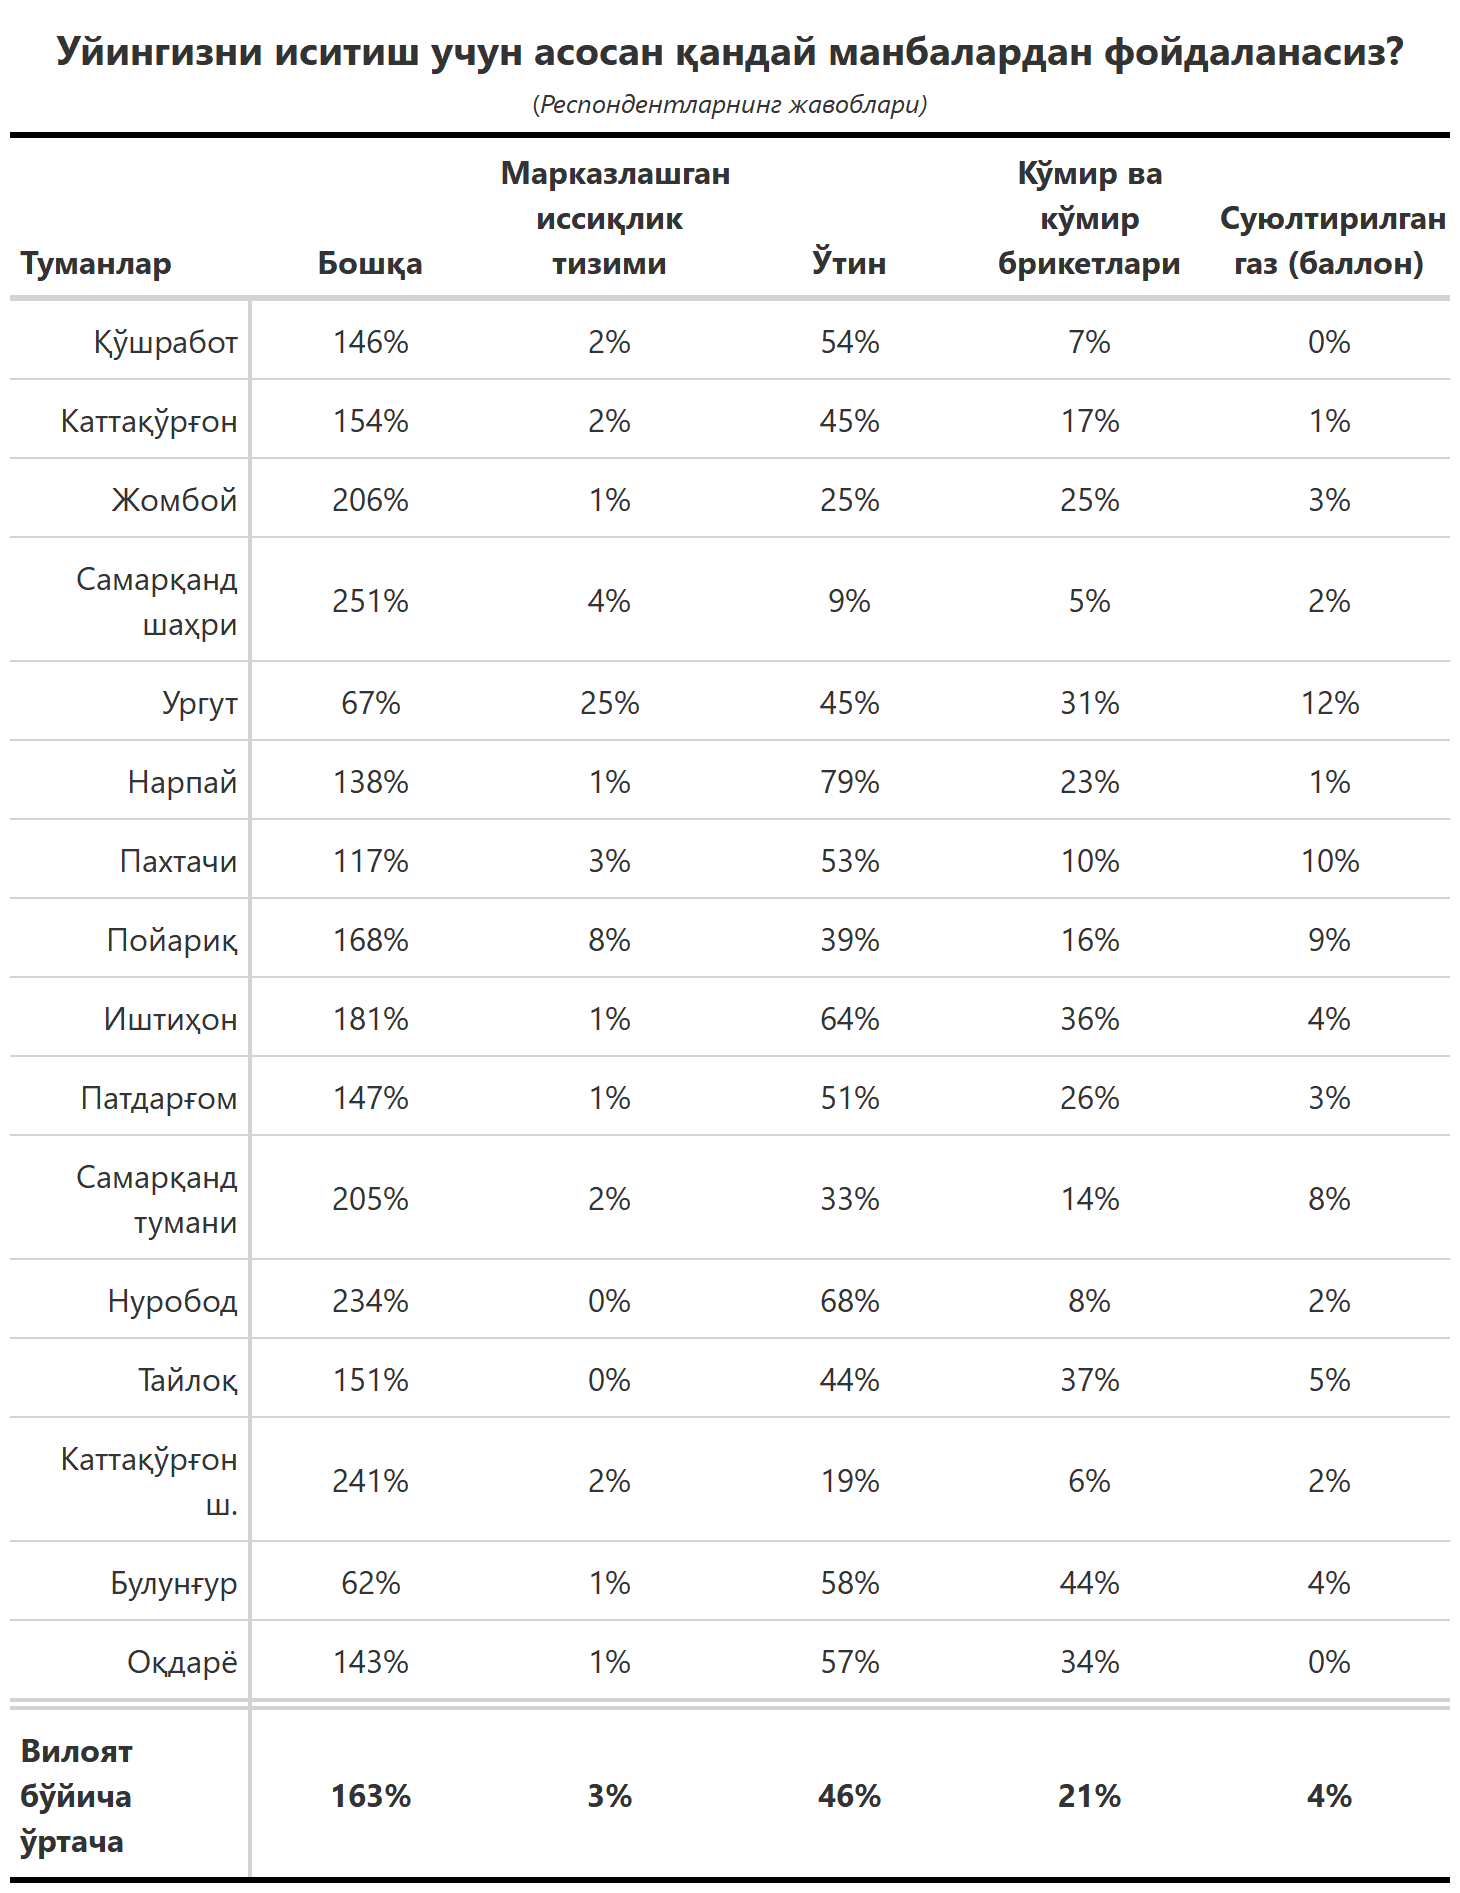 Уйингизни иситиш учун асосан қандай манбалардан фойдаланасиз?
(Респондентларнинг жавоблари)
Туманлар Бошқа Марказлашган иссиқлик тизими Ўтин Кўмир ва кўмир брикетлари Суюлтирилган газ (баллон)
Қўшработ 146% 2% 54% 7% 0%
Каттақўрғон 154% 2% 45% 17% 1%
Жомбой 206% 1% 25% 25% 3%
Самарқанд шаҳри 251% 4% 9% 5% 2%
Ургут 67% 25% 45% 31% 12%
Нарпай 138% 1% 79% 23% 1%
Пахтачи 117% 3% 53% 10% 10%
Пойариқ 168% 8% 39% 16% 9%
Иштиҳон 181% 1% 64% 36% 4%
Патдарғом 147% 1% 51% 26% 3%
Самарқанд тумани 205% 2% 33% 14% 8%
Нуробод 234% 0% 68% 8% 2%
Тайлоқ 151% 0% 44% 37% 5%
Каттақўрғон ш. 241% 2% 19% 6% 2%
Булунғур 62% 1% 58% 44% 4%
Оқдарё 143% 1% 57% 34% 0%
Вилоят бўйича ўртача 163% 3% 46% 21% 4%